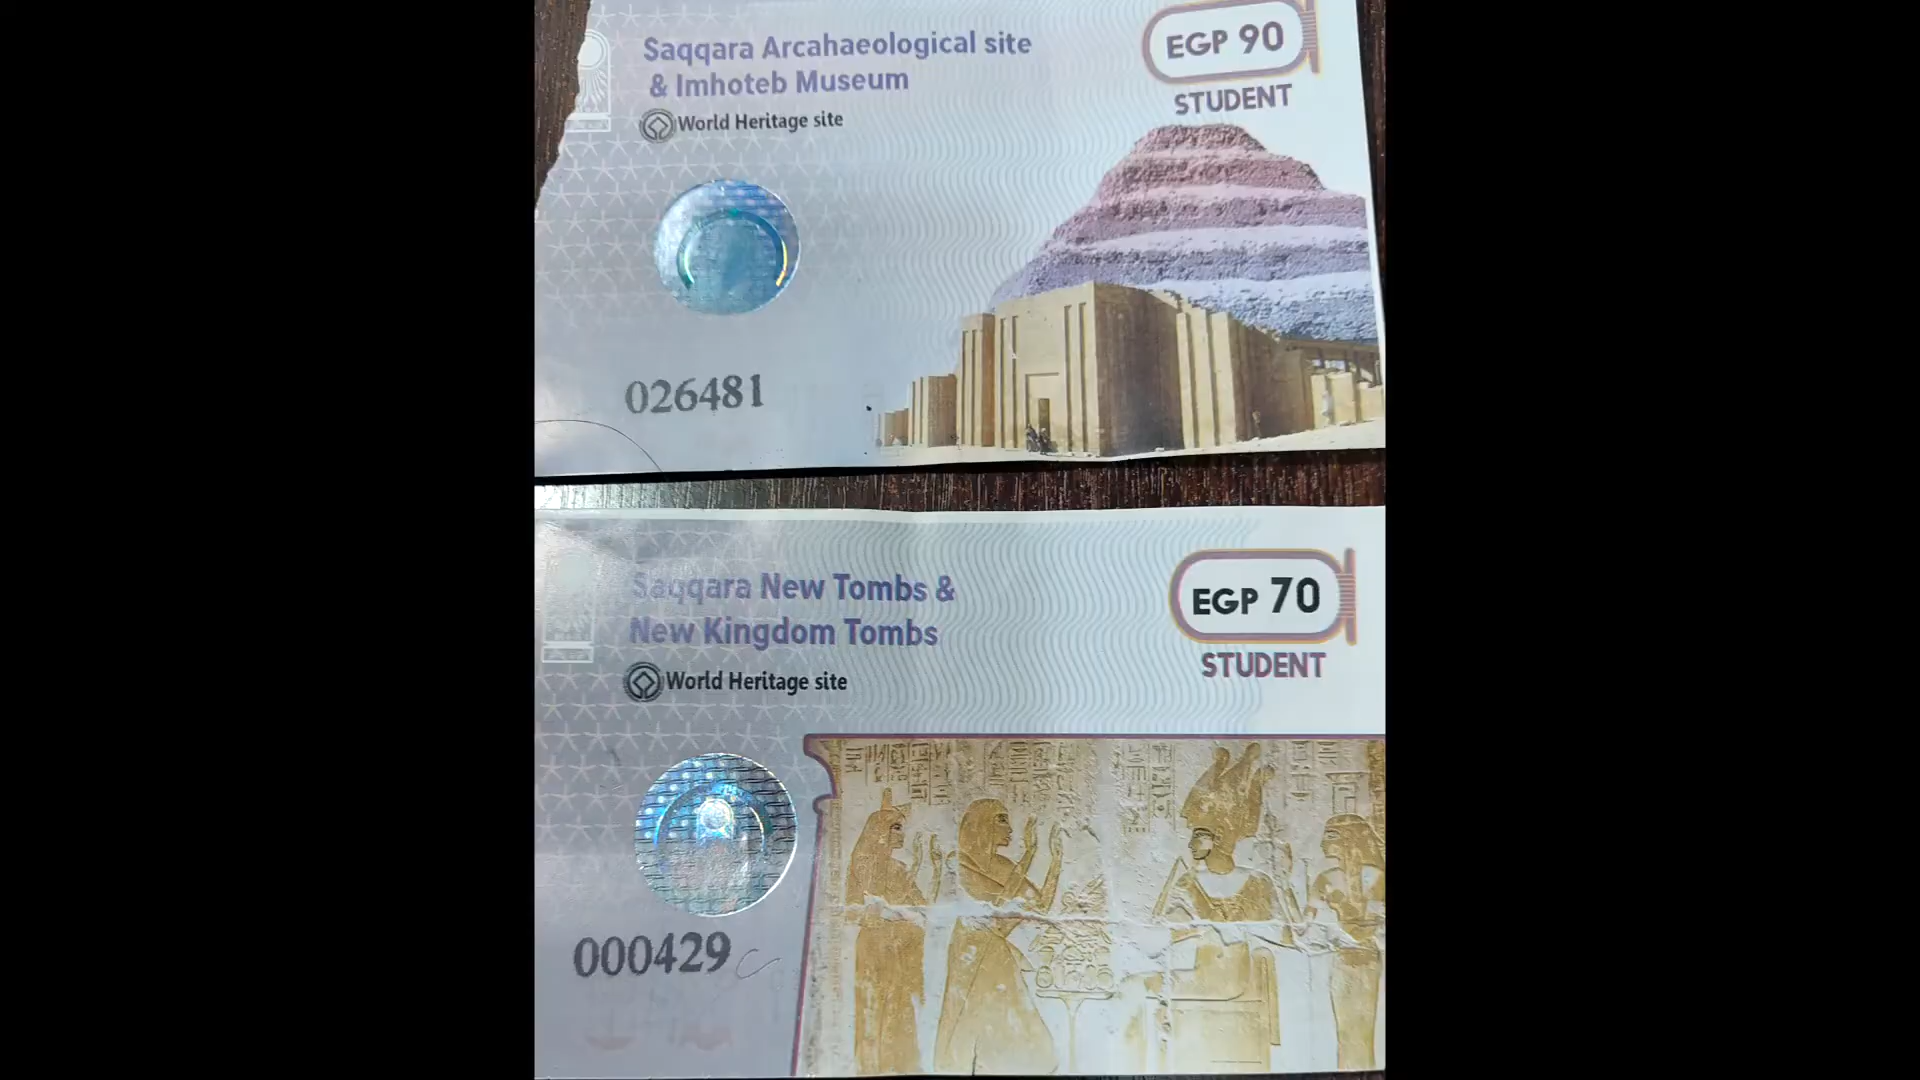 Saqqara Arcahaeological site
& Imhoteb Museum
World Heritage site
EGP 90
STUDENT
026481
Saqqara New Tombs &
New Kingdom Tombs
World Heritage site
EGP 70
STUDENT
000429